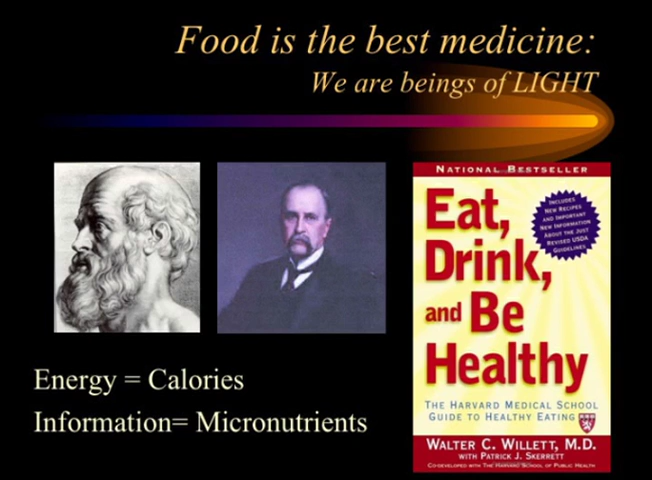 Food is the best medicine:
We are beings of LIGHT
NATIONAL BESTSELLER
Eat,
Drink,
and Be
Healthy
INCLUDES
NEW RECIPES
AND IMPORTANT
NEW INFORMATION
ABOUT THE JUST
REVISED USDA
GUIDELINES
THE HARVARD MEDICAL SCHOOL
GUIDE TO HEALTHY EATING
WALTER C. WILLETT, M.D.
WITH PATRICK J. SKERRETT
CO-DEVELOPED WITH THE HARVARD SCHOOL OF PUBLIC HEALTH
Energy = Calories
Information= Micronutrients